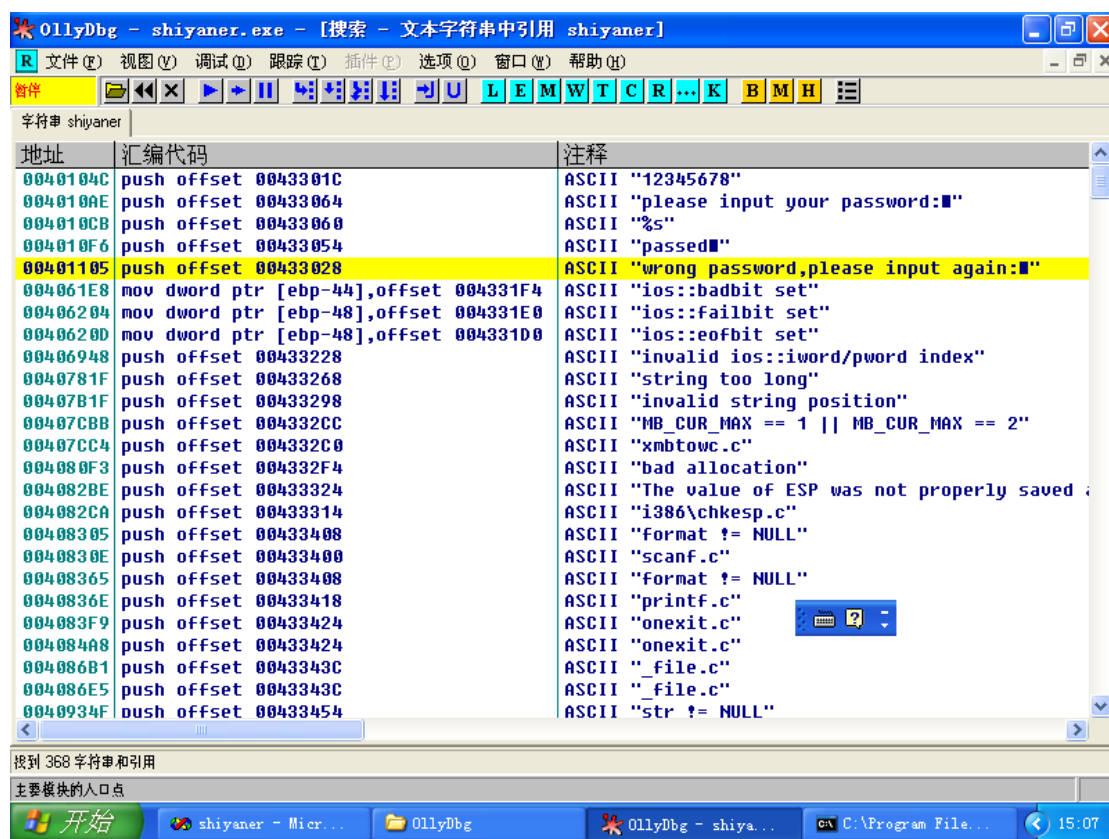 OllyDbg - shiyaner.exe - [搜索 - 文本字符串中引用 shiyaner]
R 文件(F) 视图(V) 调试(D) 跟踪(T) 插件(P) 选项(O) 窗口(W) 帮助(H)
暂停 L E M W T C R ... K B M H
字符串 shiyaner
地址 汇编代码 注释
0040104C push offset 0043301C ASCII "12345678"
004010AE push offset 00433064 ASCII "please input your password:■"
004010CB push offset 00433060 ASCII "%s"
004010F6 push offset 00433054 ASCII "passed■"
00401105 push offset 00433028 ASCII "wrong password,please input again:■"
004061E8 mov dword ptr [ebp-44],offset 004331F4 ASCII "ios::badbit set"
00406204 mov dword ptr [ebp-48],offset 004331E0 ASCII "ios::failbit set"
0040620D mov dword ptr [ebp-48],offset 004331D0 ASCII "ios::eofbit set"
00406948 push offset 00433228 ASCII "invalid ios::iword/pword index"
0040781F push offset 00433268 ASCII "string too long"
00407B1F push offset 00433298 ASCII "invalid string position"
00407CBB push offset 004332CC ASCII "MB_CUR_MAX == 1 || MB_CUR_MAX == 2"
00407CC4 push offset 004332C0 ASCII "xmbtowc.c"
004080F3 push offset 004332F4 ASCII "bad allocation"
004082BE push offset 00433324 ASCII "The value of ESP was not properly saved
004082CA push offset 00433314 ASCII "i386\chkesp.c"
00408305 push offset 00433408 ASCII "format != NULL"
0040830E push offset 00433400 ASCII "scanf.c"
00408365 push offset 00433408 ASCII "format != NULL"
0040836E push offset 00433418 ASCII "printf.c"
004083F9 push offset 00433424 ASCII "onexit.c"
004084A8 push offset 00433424 ASCII "onexit.c"
004086B1 push offset 0043343C ASCII "_file.c"
004086E5 push offset 0043343C ASCII "_file.c"
0040934F push offset 00433454 ASCII "str != NULL"
找到 368 字符串和引用
主要模块的入口点
开始 shiyaner - Micr... OllyDbg OllyDbg - shiya... C:\Program File... 15:07